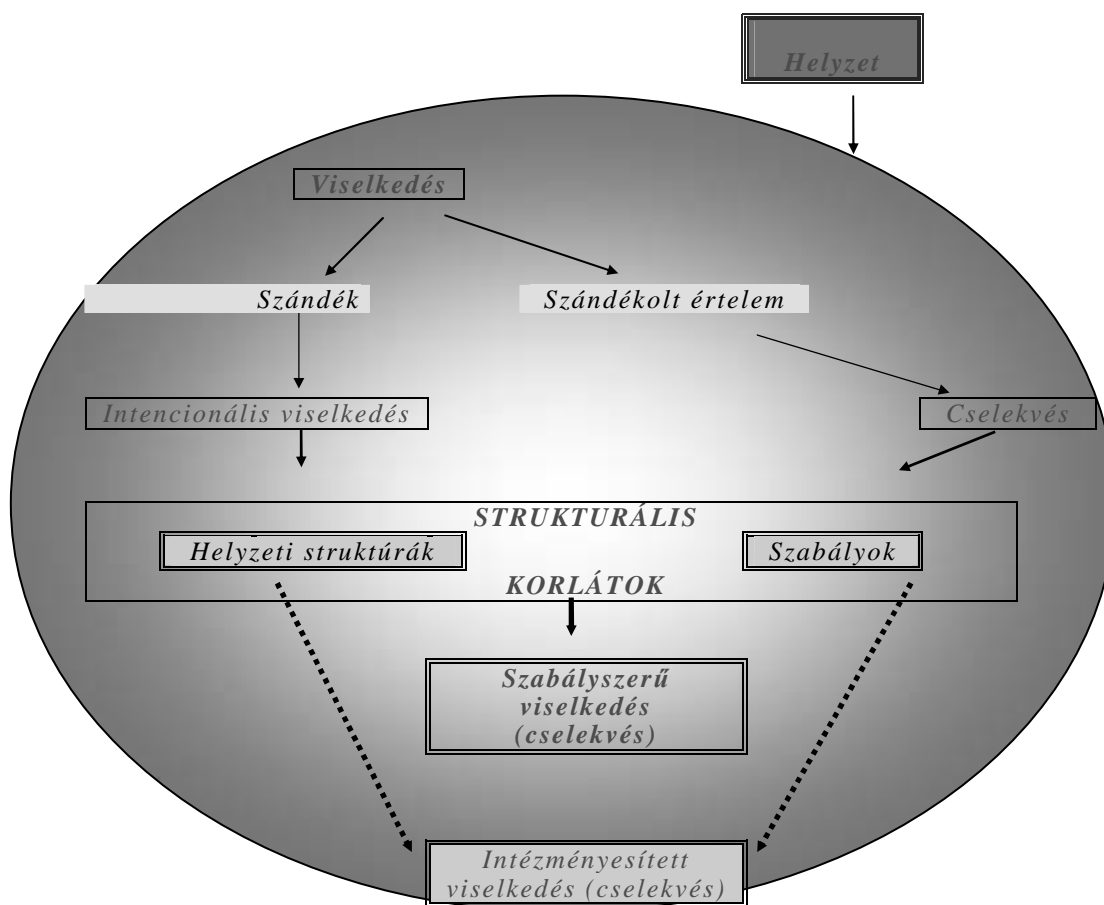 Helyzet
Viselkedés
Szándék
Szándékolt értelem
Intencionális viselkedés
Cselekvés
STRUKTURÁLIS
Helyzeti struktúrák
Szabályok
KORLÁTOK
Szabályszerű
viselkedés
(cselekvés)
Intézményesített
viselkedés (cselekvés)